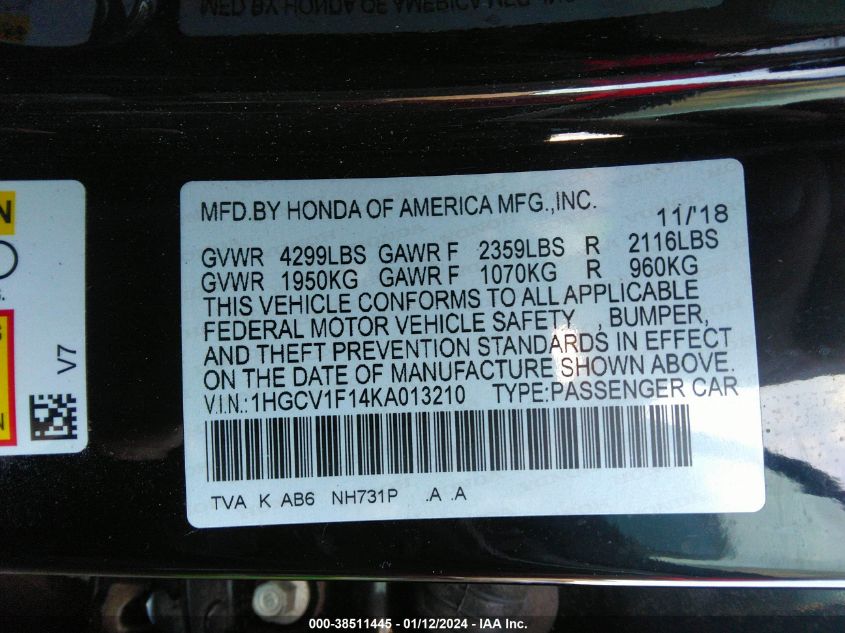 MFD.BY HONDA OF AMERICA MFG.,INC.
11/'18
GVWR 4299LBS GAWR F 2359LBS R 2116LBS
GVWR 1950KG GAWR F 1070KG R 960KG
THIS VEHICLE CONFORMS TO ALL APPLICABLE
FEDERAL MOTOR VEHICLE SAFETY , BUMPER,
AND THEFT PREVENTION STANDARDS IN EFFECT
ON THE DATE OF MANUFACTURE SHOWN ABOVE.
V.I.N.:1HGCV1F14KA013210 TYPE:PASSENGER CAR
TVA K AB6 NH731P .A .A
N
S
V7
N
000-38511445 - 01/12/2024 - IAA Inc.